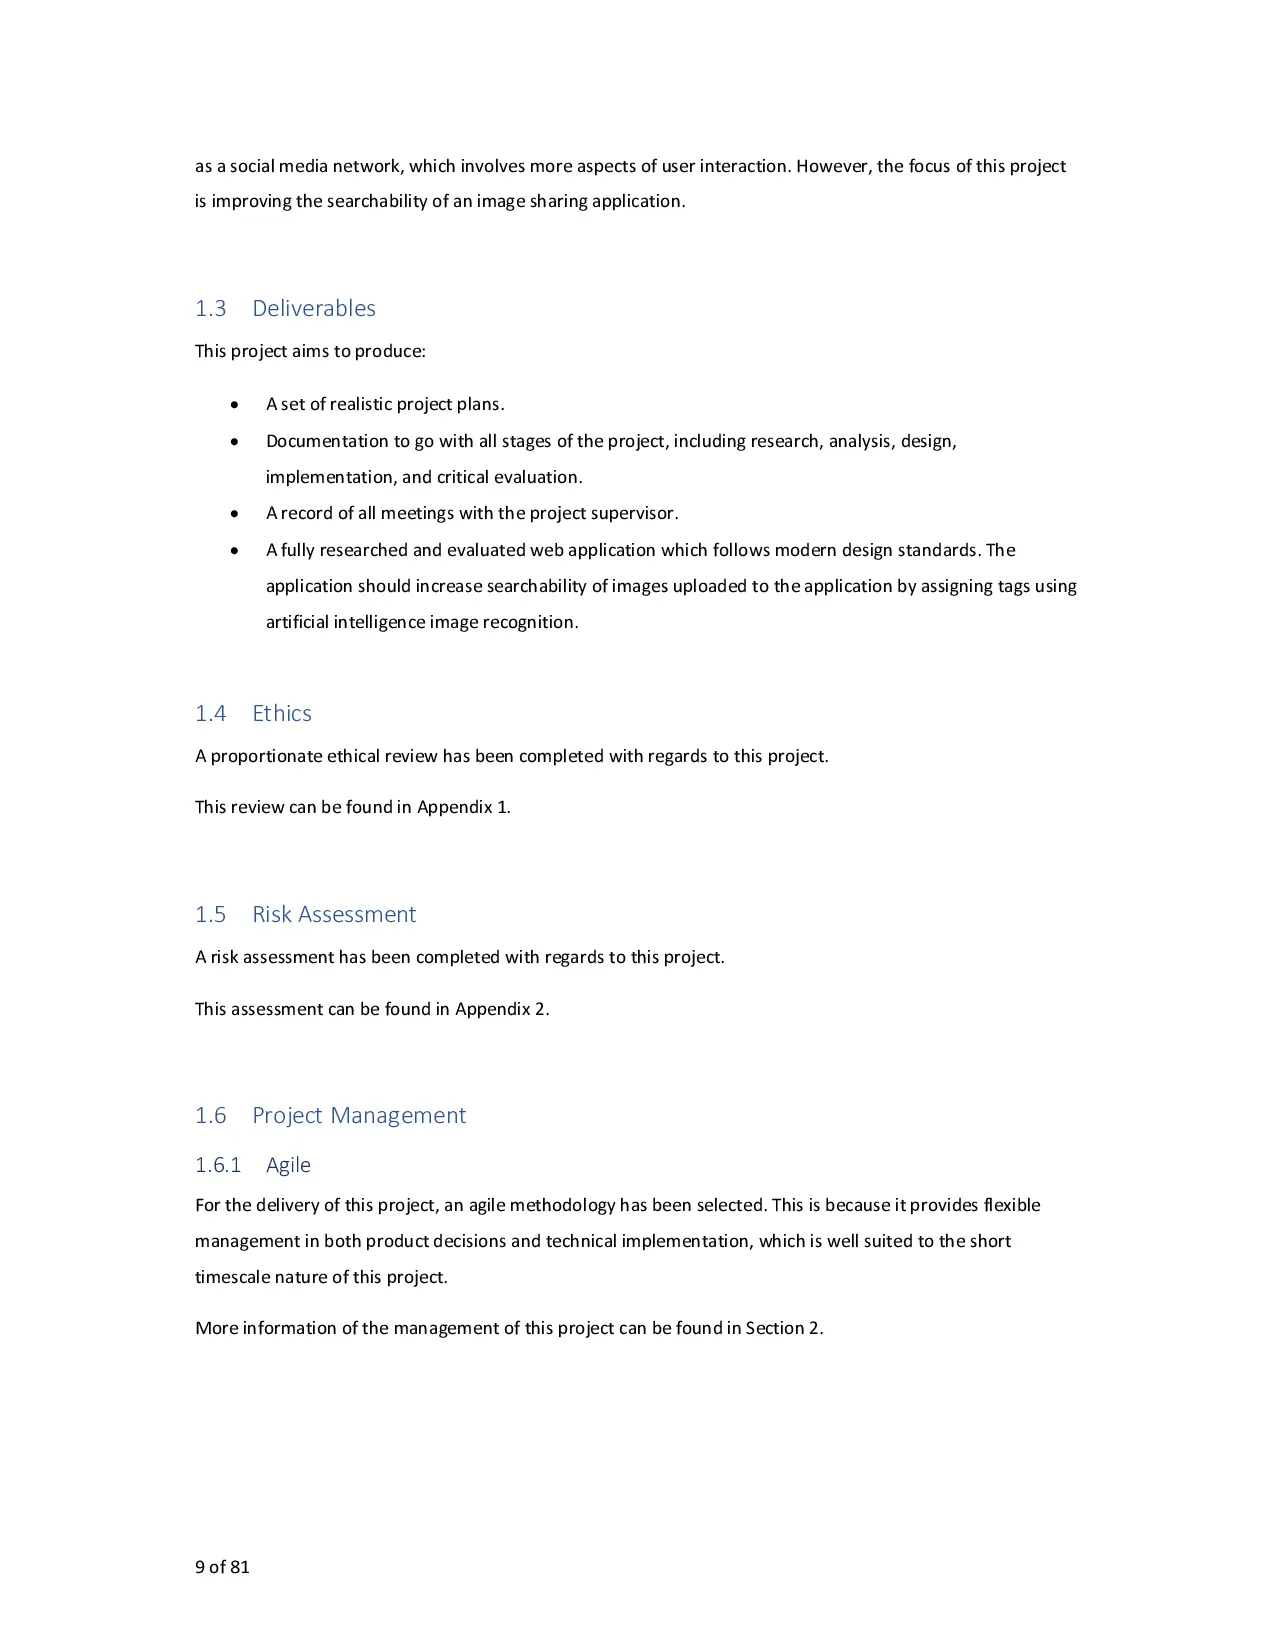 as a social media network, which involves more aspects of user interaction. However, the focus of this project
is improving the searchability of an image sharing application.
1.3 Deliverables
This project aims to produce:
• A set of realistic project plans.
• Documentation to go with all stages of the project, including research, analysis, design,
implementation, and critical evaluation.
• A record of all meetings with the project supervisor.
• A fully researched and evaluated web application which follows modern design standards. The
application should increase searchability of images uploaded to the application by assigning tags using
artificial intelligence image recognition.
1.4 Ethics
A proportionate ethical review has been completed with regards to this project.
This review can be found in Appendix 1.
1.5 Risk Assessment
A risk assessment has been completed with regards to this project.
This assessment can be found in Appendix 2.
1.6 Project Management
1.6.1 Agile
For the delivery of this project, an agile methodology has been selected. This is because it provides flexible
management in both product decisions and technical implementation, which is well suited to the short
timescale nature of this project.
More information of the management of this project can be found in Section 2.
9 of 81